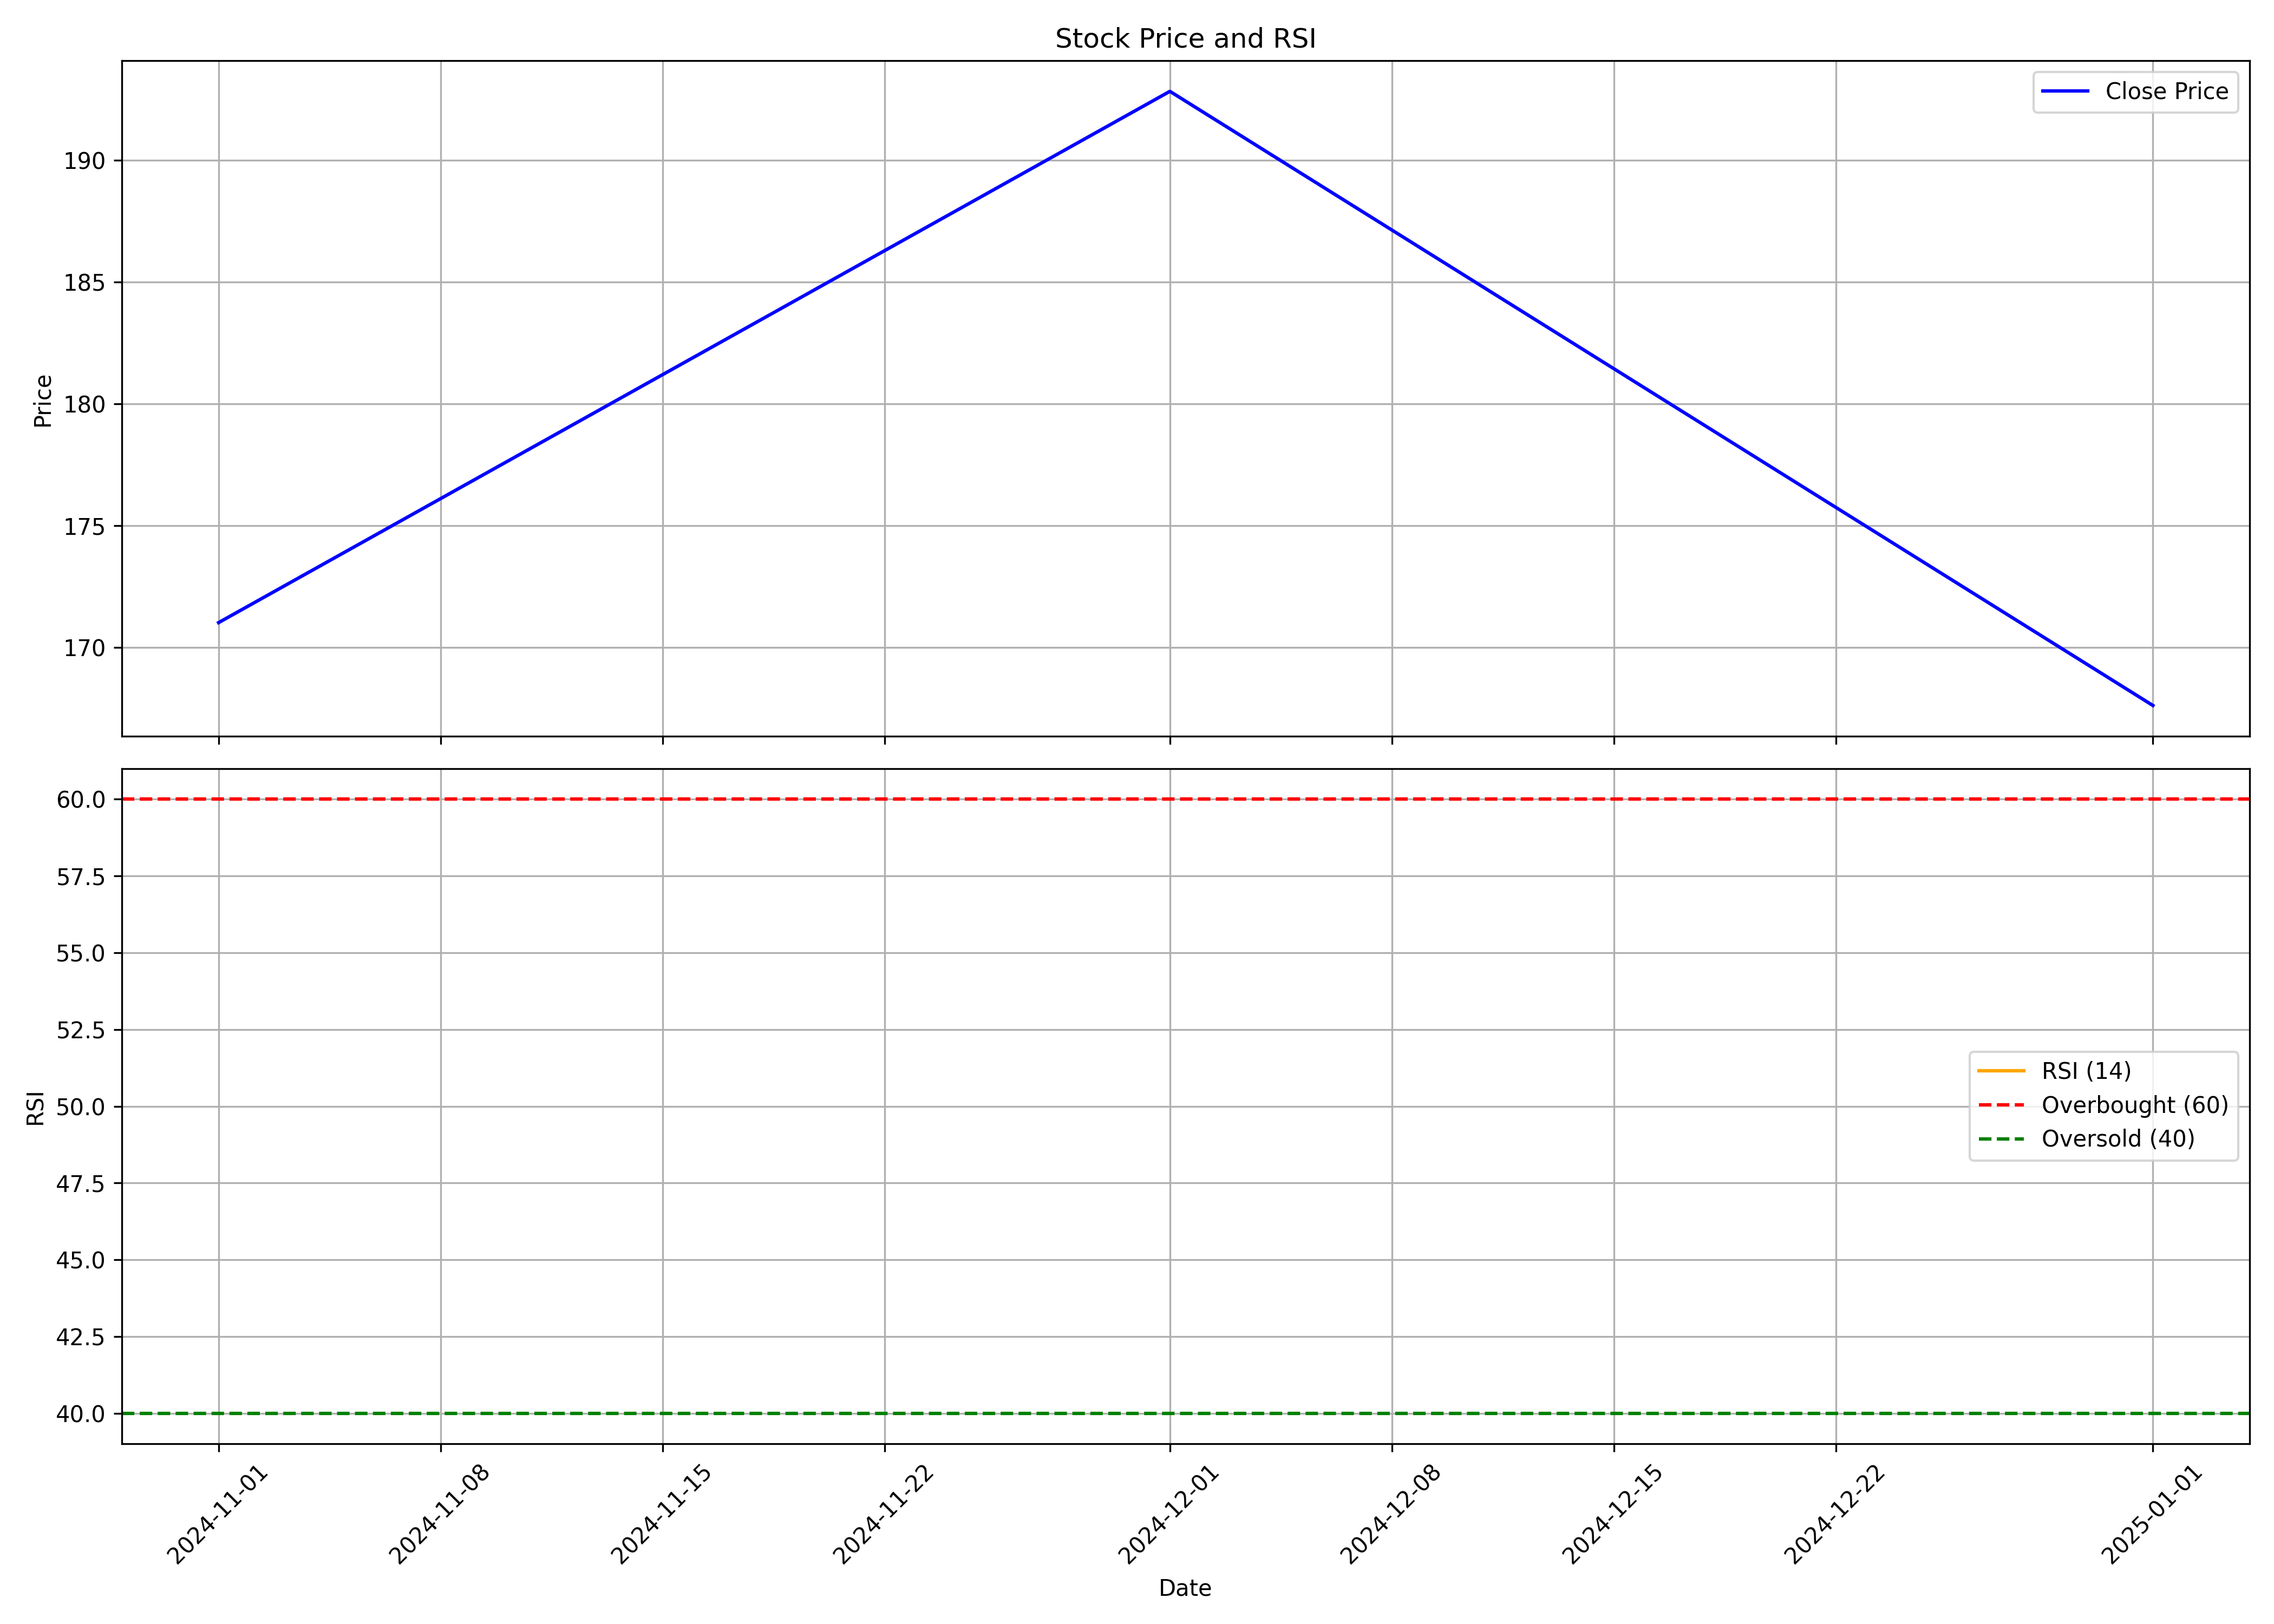 Stock Price and RSI
Close Price
Price
190
185
180
175
170
RSI
60.0
57.5
55.0
52.5
50.0
47.5
45.0
42.5
40.0
RSI (14)
Overbought (60)
Oversold (40)
2024-11-01
2024-11-08
2024-11-15
2024-11-22
2024-12-01
2024-12-08
2024-12-15
2024-12-22
2025-01-01
Date